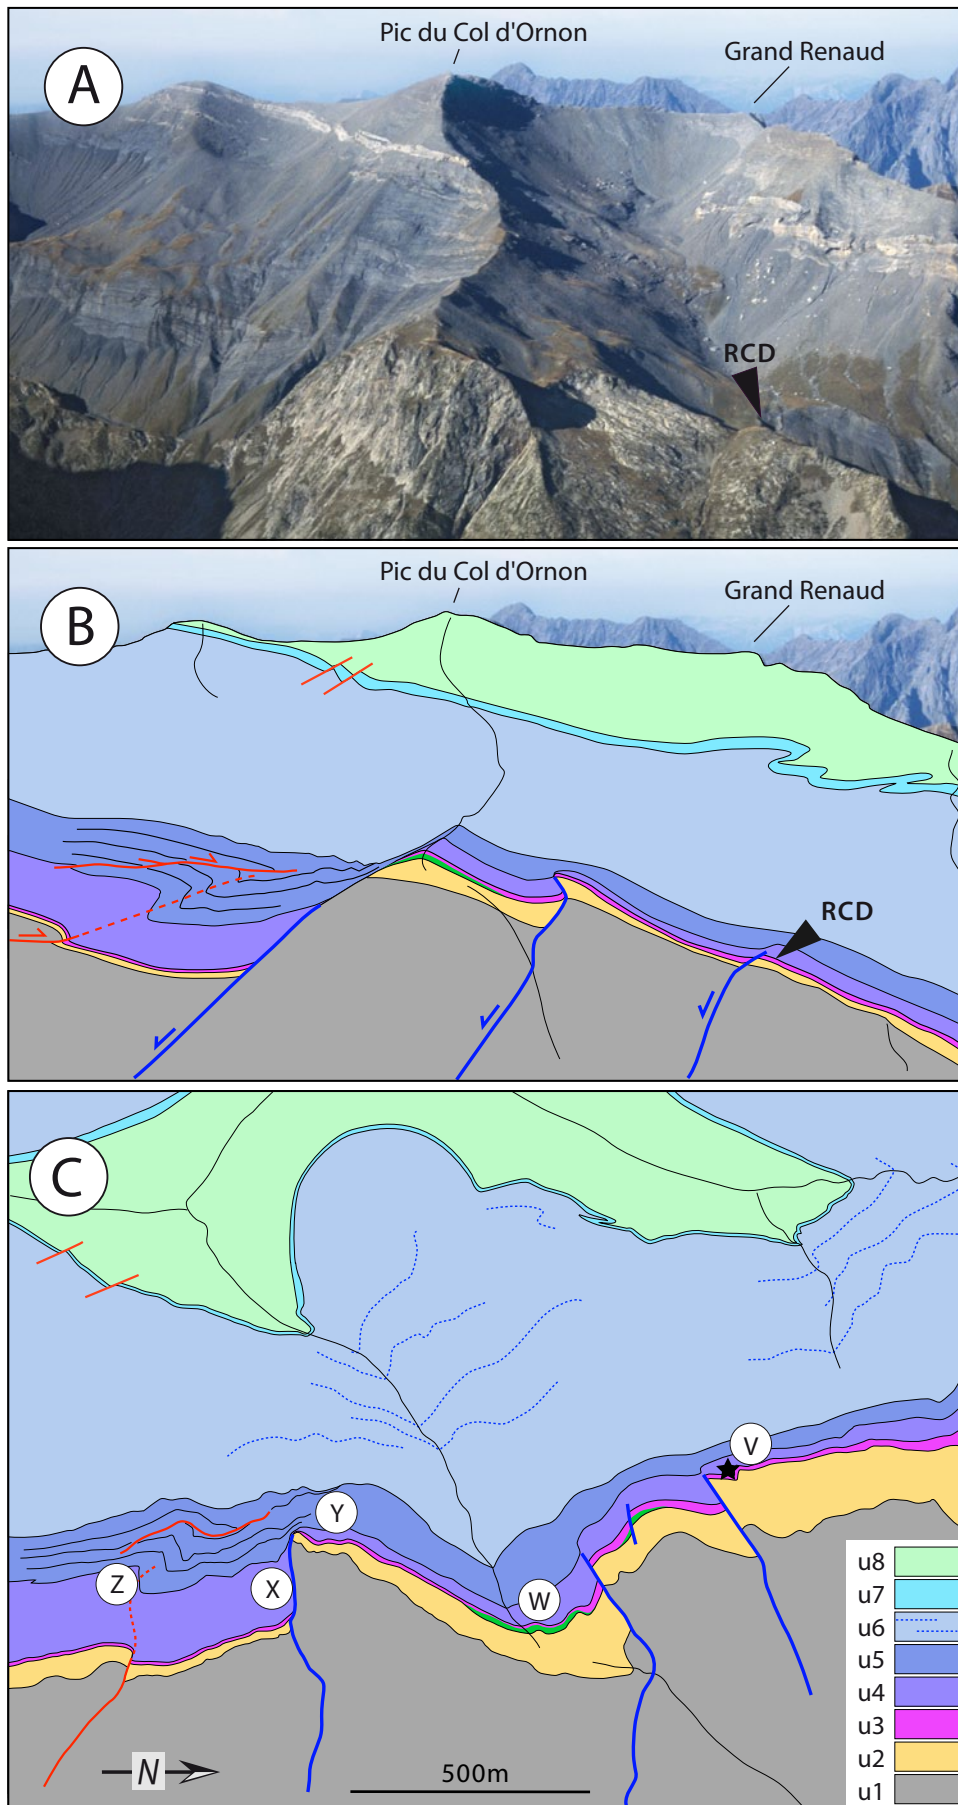 Pic du Col d'Ornon
Grand Renaud
A
RCD
Pic du Col d'Ornon
Grand Renaud
B
RCD
C
V
Y
Z
X
W
u8
u7
u6
u5
u4
u3
u2
u1
N
500m